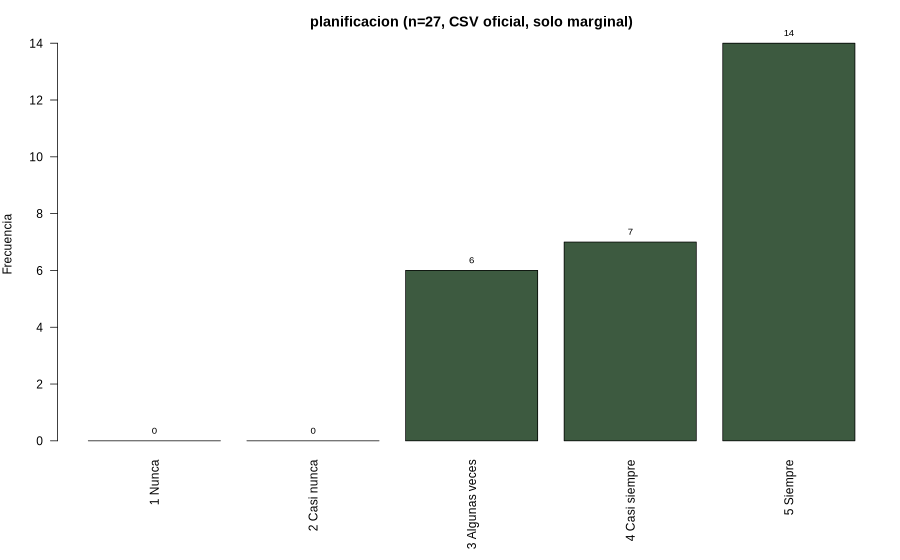 planificacion (n=27, CSV oficial, solo marginal)
Frecuencia
14
12
10
8
6
4
2
0
0
0
6
7
14
1 Nunca
2 Casi nunca
3 Algunas veces
4 Casi siempre
5 Siempre